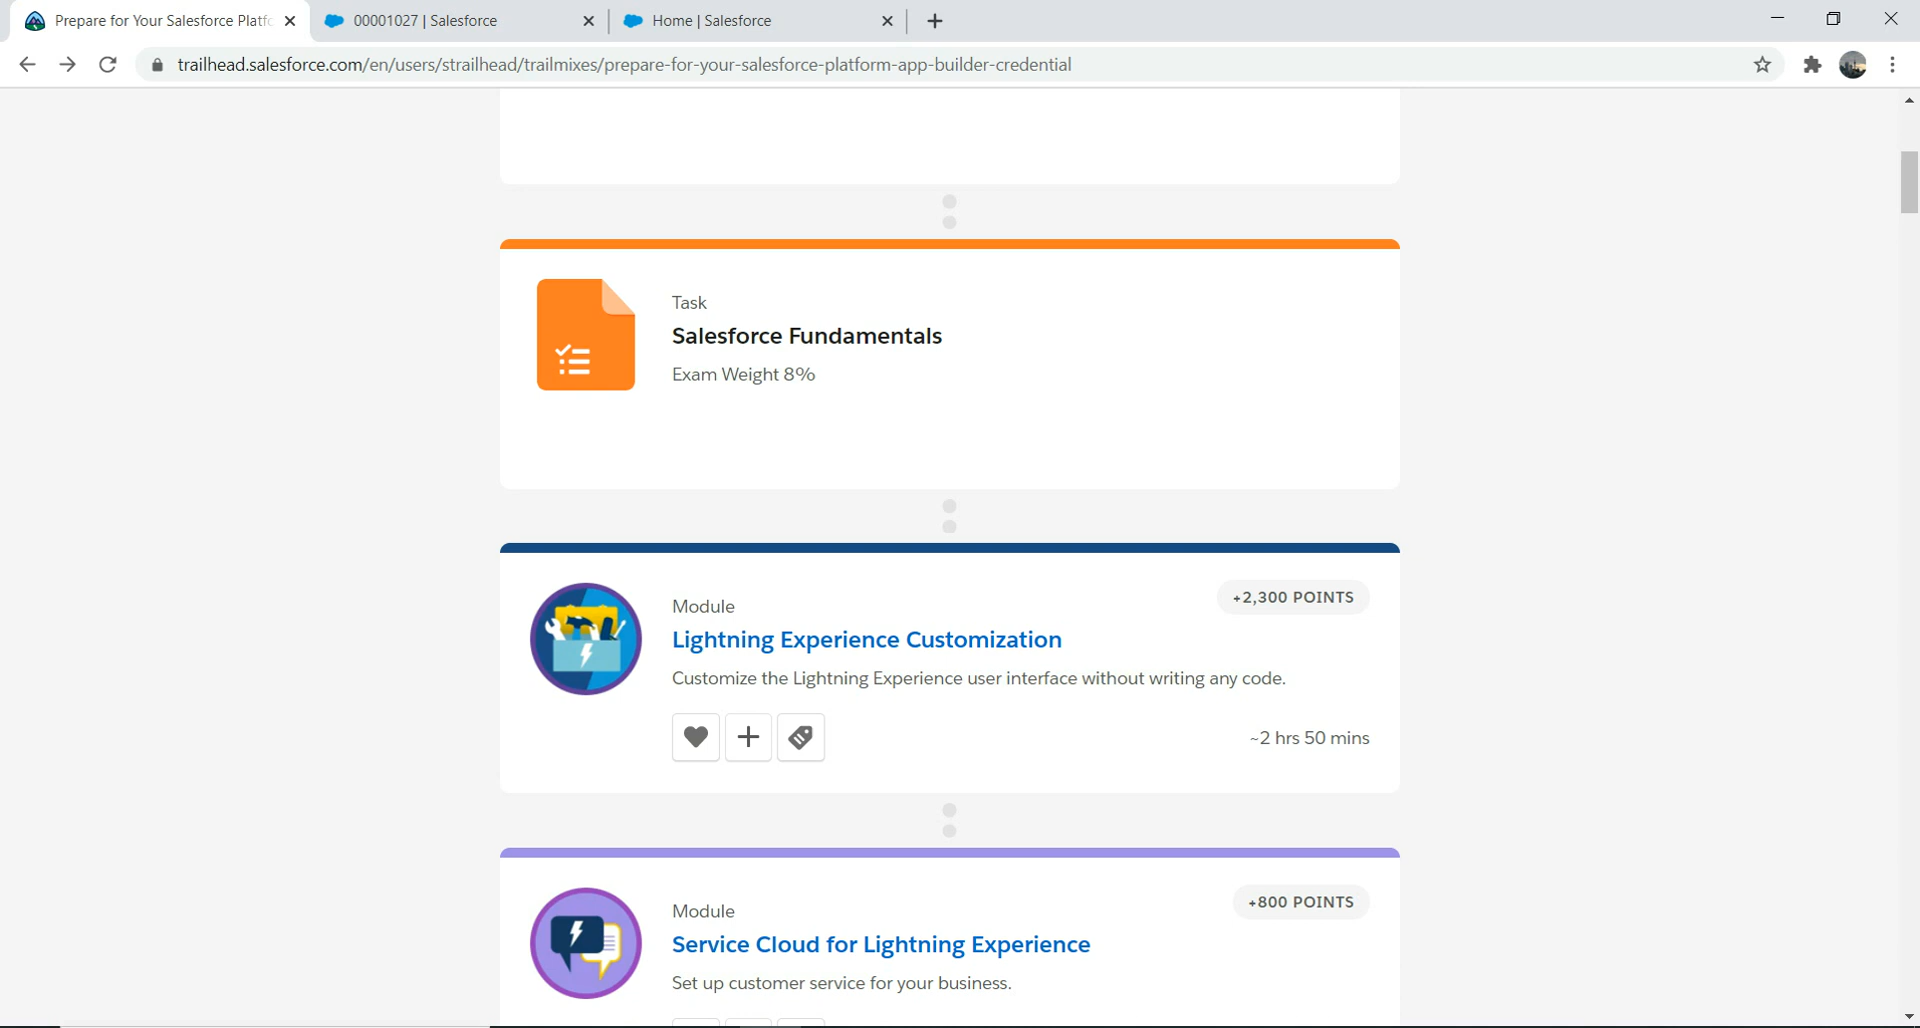 Prepare for Your Salesforce Platfo
00001027 | Salesforce
Home | Salesforce
trailhead.salesforce.com/en/users/strailhead/trailmixes/prepare-for-your-salesforce-platform-app-builder-credential
Task
Salesforce Fundamentals
Exam Weight 8%
+2,300 POINTS
Module
Lightning Experience Customization
Customize the Lightning Experience user interface without writing any code.
~2 hrs 50 mins
+800 POINTS
Module
Service Cloud for Lightning Experience
Set up customer service for your business.